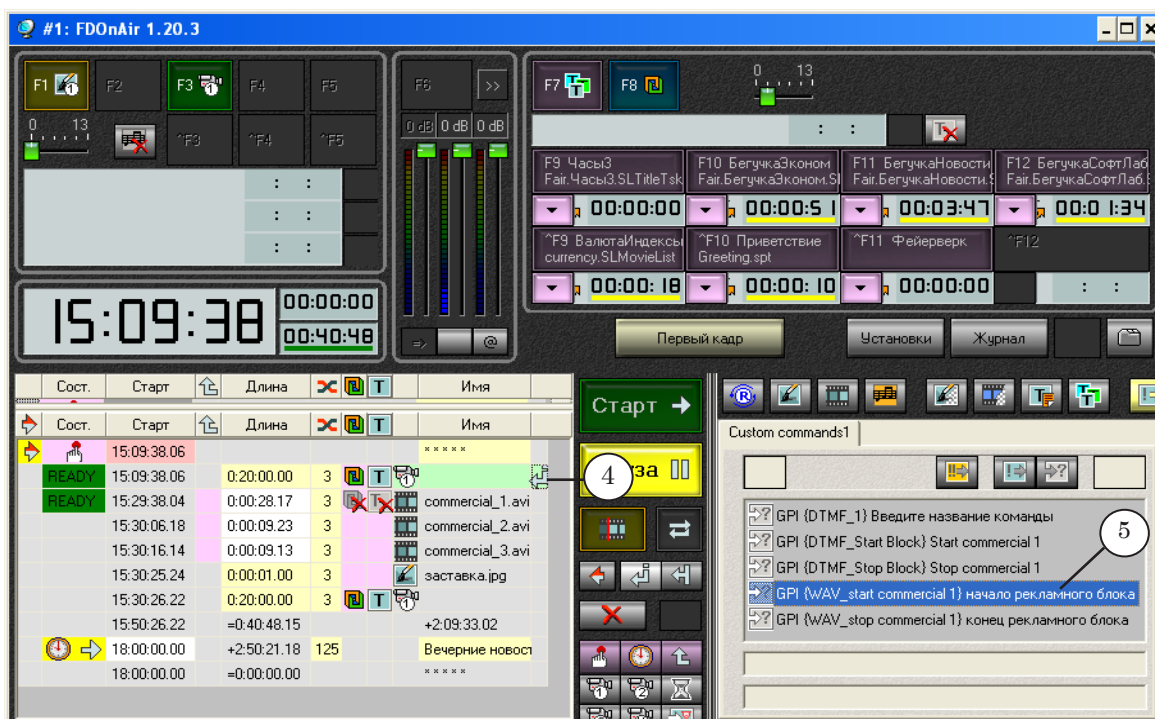 #1: FDOnAir 1.20.3
F1 F2 F3 F4 F5 F6 >> F7 F8
0 13
0 13
^F3 ^F4 ^F5
0 dB 0 dB 0 dB
: :
: :
: :
: :
F9 Часы3
Fair.Часы3.SLTitleTsk
00:00:00
F10 БегучкаЭконом
Fair.БегучкаЭконом.Sl
00:00:51
F11 БегучкаНовости
Fair.БегучкаНовости.S
00:03:47
F12 БегучкаСофтЛаб
Fair.БегучкаСофтЛаб.
00:01:34
^F9 ВалютаИндексы
currency.SLMovieList
00:00:18
^F10 Приветствие
Greeting.spt
00:00:10
^F11 Фейерверк
00:00:00
^F12
: :
15:09:38
00:00:00
00:40:48
=> @
Первый кадр
Установки
Журнал
Сост. Старт Длина T Имя
Сост. Старт Длина T Имя
15:09:38.06 * * * * *
READY 15:09:38.06 0:20:00.00 3 T 1
READY 15:29:38.04 0:00:28.17 3 T commercial_1.avi
15:30:06.18 0:00:09.23 3 commercial_2.avi
15:30:16.14 0:00:09.13 3 commercial_3.avi
15:30:25.24 0:00:01.00 3 заставка.jpg
15:30:26.22 0:20:00.00 3 T 1
15:50:26.22 =0:40:48.15 +2:09:33.02
18:00:00.00 +2:50:21.18 125 Вечерние новост
18:00:00.00 =0:00:00.00 * * * * *
Старт
уза
4
Custom commands1
GPI {DTMF_1} Введите название команды
GPI {DTMF_Start Block} Start commercial 1
GPI {DTMF_Stop Block} Stop commercial 1
GPI {WAV_start commercial 1} начало рекламного блока
GPI {WAV_stop commercial 1} конец рекламного блока
5